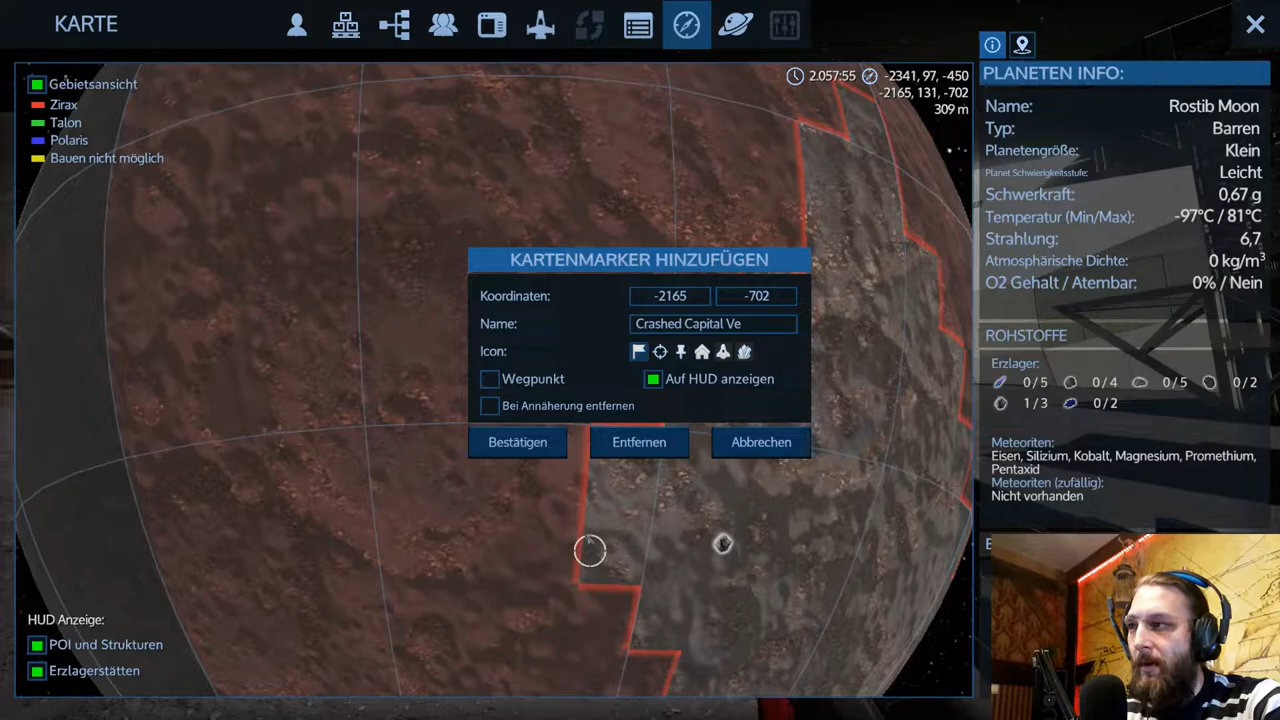 KARTE
Gebietsansicht
Zirax
Talon
Polaris
Bauen nicht möglich
2.057:55
-2341, 97, -450
-2165, 131, -702
309 m
KARTENMARKER HINZUFÜGEN
Koordinaten: -2165 -702
Name: Crashed Capital Ve
Icon:
Wegpunkt Auf HUD anzeigen
Bei Annäherung entfernen
Bestätigen Entfernen Abbrechen
HUD Anzeige:
POI und Strukturen
Erzlagerstätten
PLANETEN INFO:
Name: Rostib Moon
Typ: Barren
Planetengröße: Klein
Planet Schwierigkeitsstufe: Leicht
Schwerkraft: 0,67 g
Temperatur (Min/Max): -97°C / 81°C
Strahlung: 6,7
Atmosphärische Dichte: 0 kg/m³
O2 Gehalt / Atembar: 0% / Nein
ROHSTOFFE
Erzlager:
0/5 0/4 0/5 0/2
1/3 0/2
Meteoriten:
Eisen, Silizium, Kobalt, Magnesium, Promethium,
Pentaxid
Meteoriten (zufällig):
Nicht vorhanden